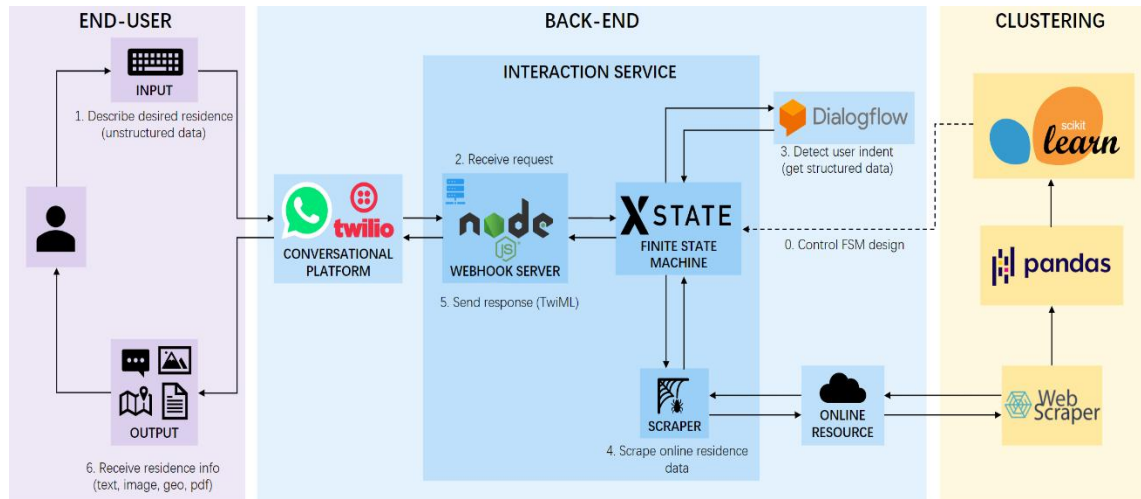 END-USER
INPUT
1. Describe desired residence
(unstructured data)
OUTPUT
6. Receive residence info
(text, image, geo, pdf)
BACK-END
twilio
CONVERSATIONAL
PLATFORM
INTERACTION SERVICE
2. Receive request
node
JS
WEBHOOK SERVER
5. Send response (TwiML)
XSTATE
FINITE STATE
MACHINE
Dialogflow
3. Detect user indent
(get structured data)
0. Control FSM design
SCRAPER
4. Scrape online residence
data
ONLINE
RESOURCE
CLUSTERING
scikit
learn
pandas
Web
Scraper